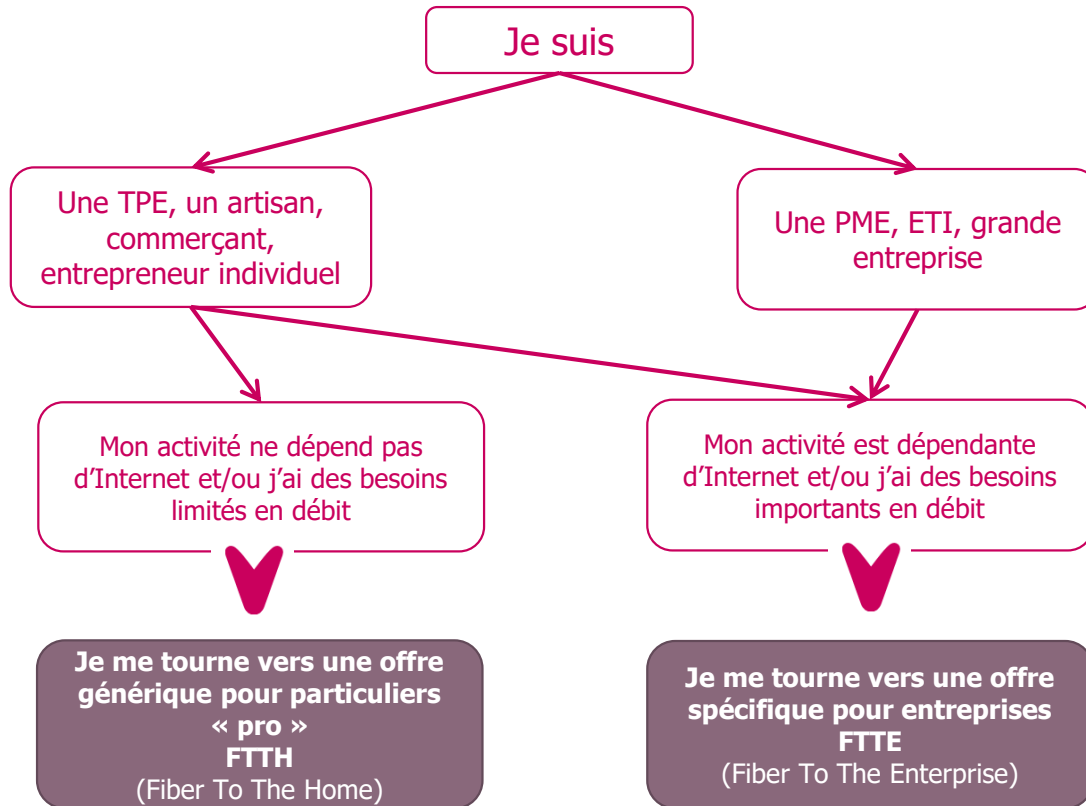 Je suis
Une TPE, un artisan,
commerçant,
entrepreneur individuel
Une PME, ETI, grande
entreprise
Mon activité ne dépend pas
d'Internet et/ou j'ai des besoins
limités en débit
Mon activité est dépendante
d'Internet et/ou j'ai des besoins
importants en débit
Je me tourne vers une offre
générique pour particuliers
« pro »
FTTH
(Fiber To The Home)
Je me tourne vers une offre
spécifique pour entreprises
FTTE
(Fiber To The Enterprise)